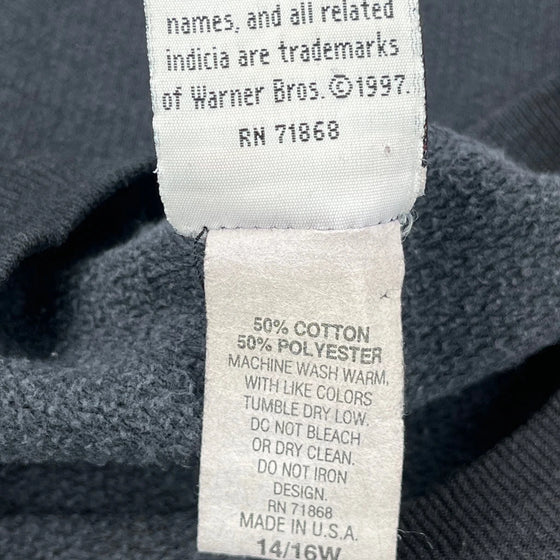 names, and all related
indicia are trademarks
of Warner Bros. ©1997.
RN 71868
50% COTTON
50% POLYESTER
MACHINE WASH WARM,
WITH LIKE COLORS
TUMBLE DRY LOW.
DO NOT BLEACH
OR DRY CLEAN.
DO NOT IRON
DESIGN.
RN 71868
MADE IN U.S.A.
14/16W